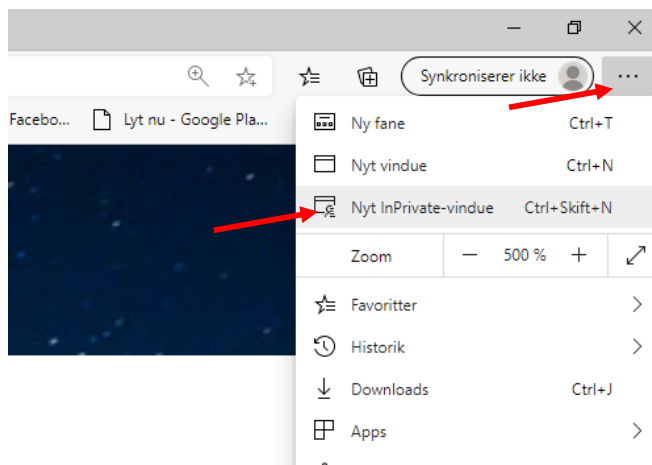 Synkroniserer ikke
Facebo... Lyt nu - Google Pla...
Ny fane Ctrl+T
Nyt vindue Ctrl+N
Nyt InPrivate-vindue Ctrl+Skift+N
Zoom — 500 % +
Favoritter
Historik
Downloads Ctrl+J
Apps